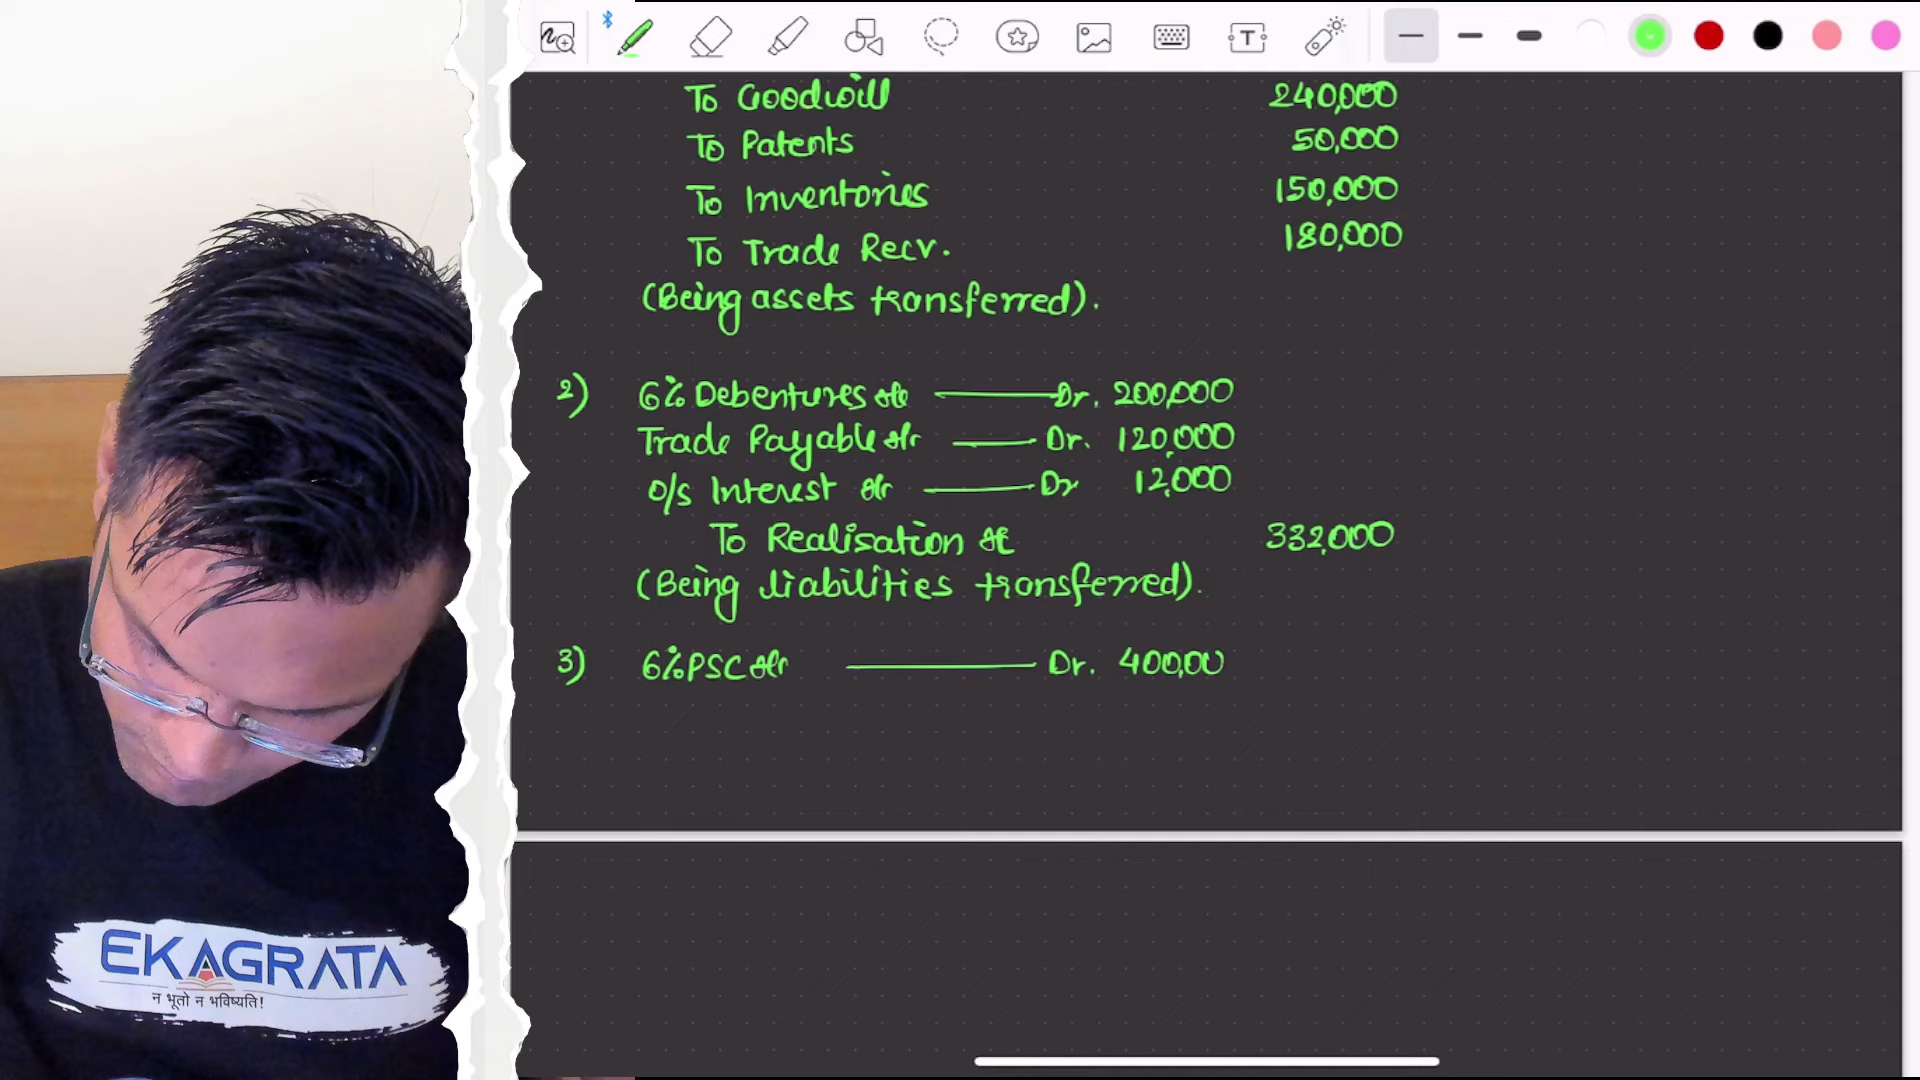 To Goodwill 240,000
To Patents 50,000
To Inventories 150,000
To Trade Recv. 180,000
(Being assets transferred).
2) 6% Debentures a/c Dr. 200,000
Trade Payable a/c Dr. 120,000
O/s Interest a/c Dr 12,000
To Realisation a/c 332,000
(Being liabilities transferred).
3) 6% PSC a/c Dr. 400,00
EKAGRATA
न भूतो न भविष्यति!
T